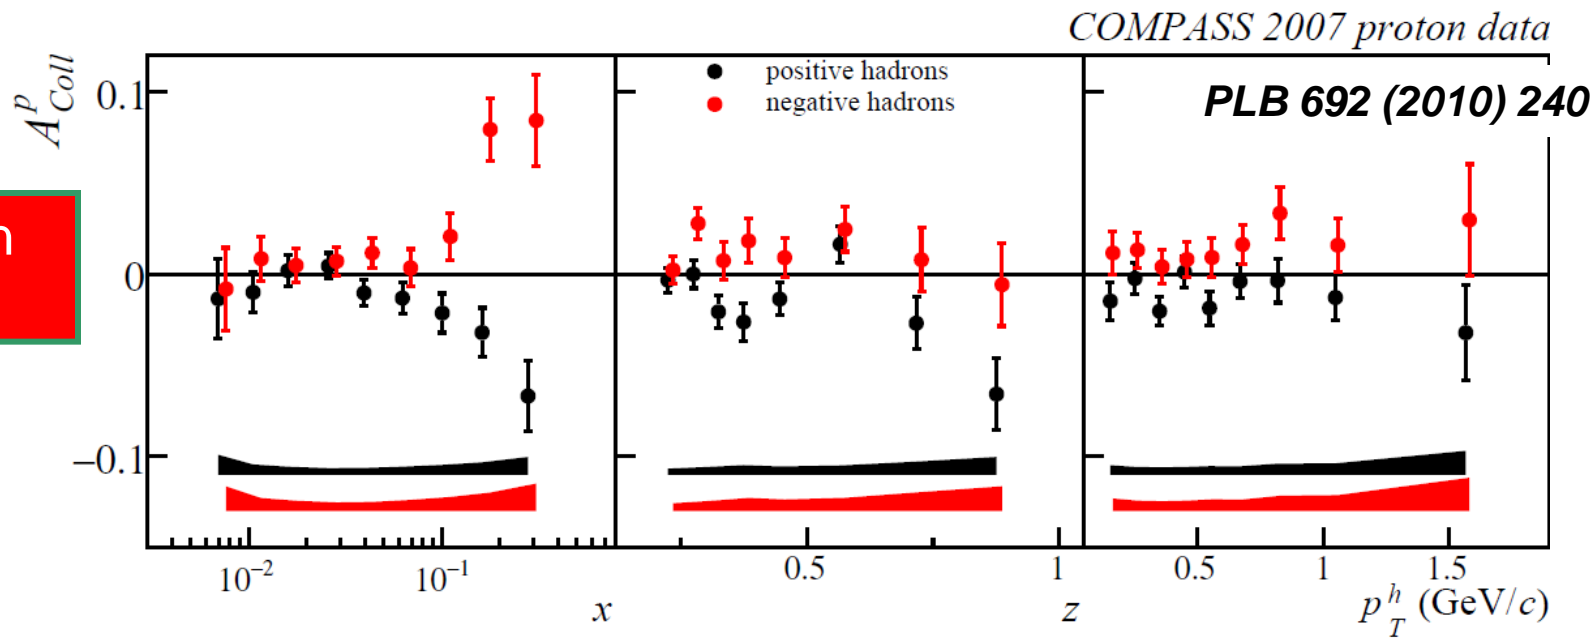 COMPASS 2007 proton data
A^p_Coll
0.1
0
−0.1
positive hadrons
negative hadrons
PLB 692 (2010) 240
n
10⁻² 10⁻¹ 0.5 1 0.5 1 1.5
x z p_T^h (GeV/c)